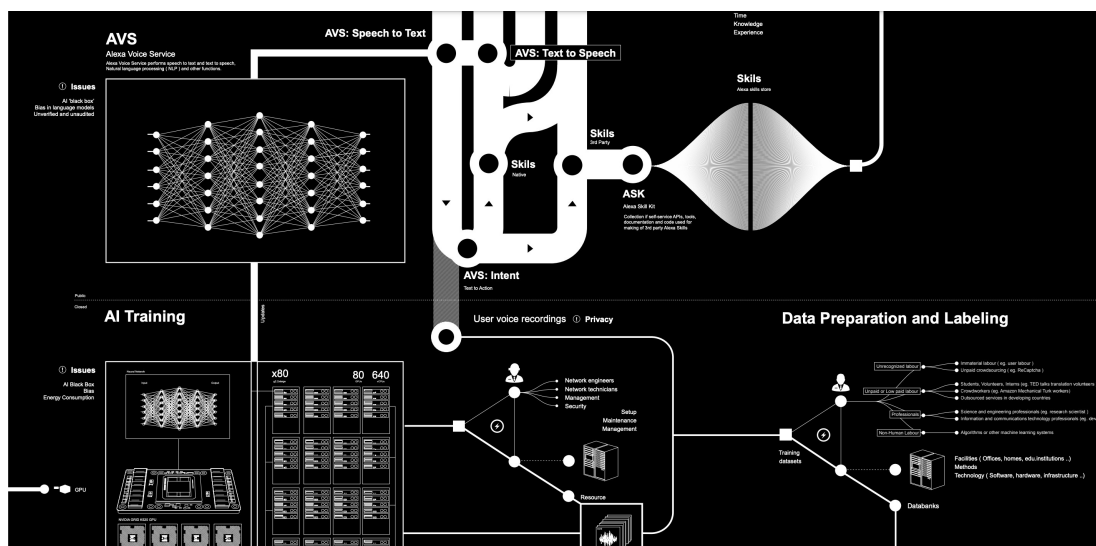 Time
Knowledge
Experience
AVS
Alexa Voice Service
Alexa Voice Service performs speech to text and text to speech,
Natural language processing ( NLP ) and other functions.
AVS: Speech to Text
AVS: Text to Speech
Issues
AI 'black box'
Bias in language models
Unverified and unaudited
Skils
Alexa skills store
Skils
3rd Party
Skils
Native
ASK
Alexa Skill Kit
Collection if self-service APIs, tools,
documentation and code used for
making of 3rd party Alexa Skills
AVS: Intent
Text to Action
Public
Closed
AI Training
Updates
User voice recordings
Privacy
Data Preparation and Labeling
Issues
AI Black Box
Bias
Energy Consumption
Neural Network
Input
Output
x80
80
640
Network engineers
Network technicians
Management
Security
Setup
Maintenance
Management
Resource
Unrecognized labour
Immaterial labour ( eg. user labour )
Unpaid crowdsourcing ( eg. ReCaptcha )
Unpaid or Low paid labour
Students, Volunteers, Interns (eg. TED talks translation volunteers
Crowdworkers (eg. Amazon Mechanical Turk workers)
Outsourced services in developing countries
Professionals
Science and engineering professionals (eg. research scientist )
Information and communications technology professionals (eg. de
Non-Human Labour
Algorithms or other machine learning systems
Training
datasets
Facilities ( Offices, homes, edu.institutions ..)
Methods
Technology ( Software, hardware, infrastructure ..)
Databanks
GPU
NVIDIA GRID K520 GPU